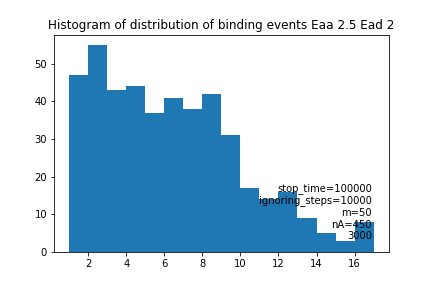 Histogram of distribution of binding events Eaa 2.5 Ead 2
50
40
30
20
10
0
stop_time=100000
ignoring_steps=10000
m=50
nA=450
3000
2 4 6 8 10 12 14 16